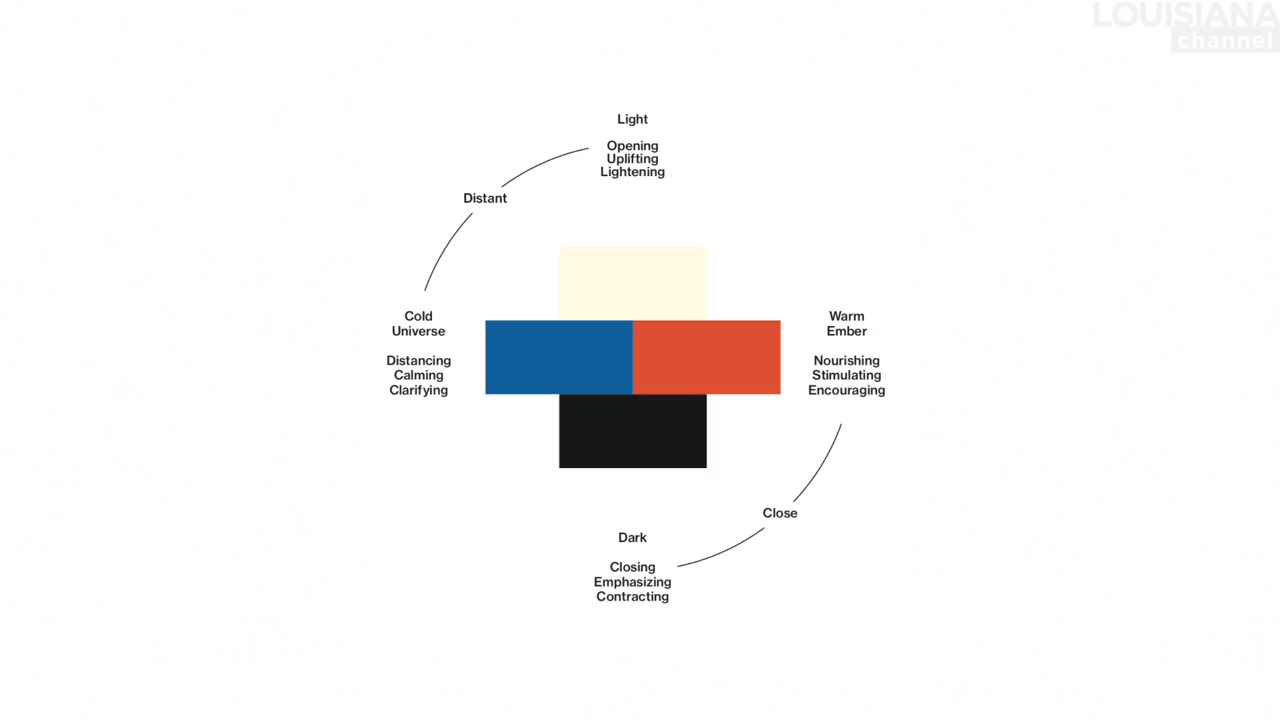 LOUISIANA
channel
Light
Opening
Uplifting
Lightening
Distant
Cold
Universe
Distancing
Calming
Clarifying
Warm
Ember
Nourishing
Stimulating
Encouraging
Close
Dark
Closing
Emphasizing
Contracting